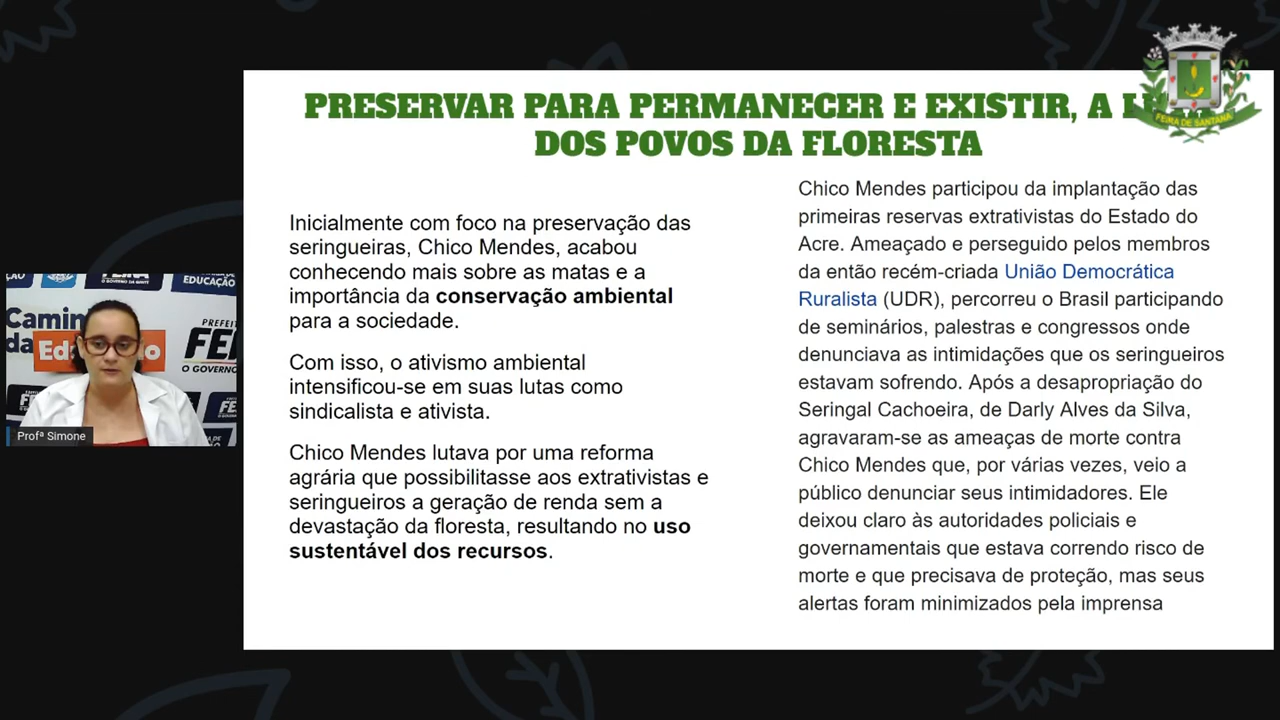 PRESERVAR PARA PERMANECER E EXISTIR, A
DOS POVOS DA FLORESTA
FEIRA DE SANTANA
Inicialmente com foco na preservação das
seringueiras, Chico Mendes, acabou
conhecendo mais sobre as matas e a
importância da conservação ambiental
para a sociedade.
Com isso, o ativismo ambiental
intensificou-se em suas lutas como
sindicalista e ativista.
Chico Mendes lutava por uma reforma
agrária que possibilitasse aos extrativistas e
seringueiros a geração de renda sem a
devastação da floresta, resultando no uso
sustentável dos recursos.
Chico Mendes participou da implantação das
primeiras reservas extrativistas do Estado do
Acre. Ameaçado e perseguido pelos membros
da então recém-criada União Democrática
Ruralista (UDR), percorreu o Brasil participando
de seminários, palestras e congressos onde
denunciava as intimidações que os seringueiros
estavam sofrendo. Após a desapropriação do
Seringal Cachoeira, de Darly Alves da Silva,
agravaram-se as ameaças de morte contra
Chico Mendes que, por várias vezes, veio a
público denunciar seus intimidadores. Ele
deixou claro às autoridades policiais e
governamentais que estava correndo risco de
morte e que precisava de proteção, mas seus
alertas foram minimizados pela imprensa
EDUCAÇÃO
PREFEIT
FEI
O GOVERNO
Profª Simone